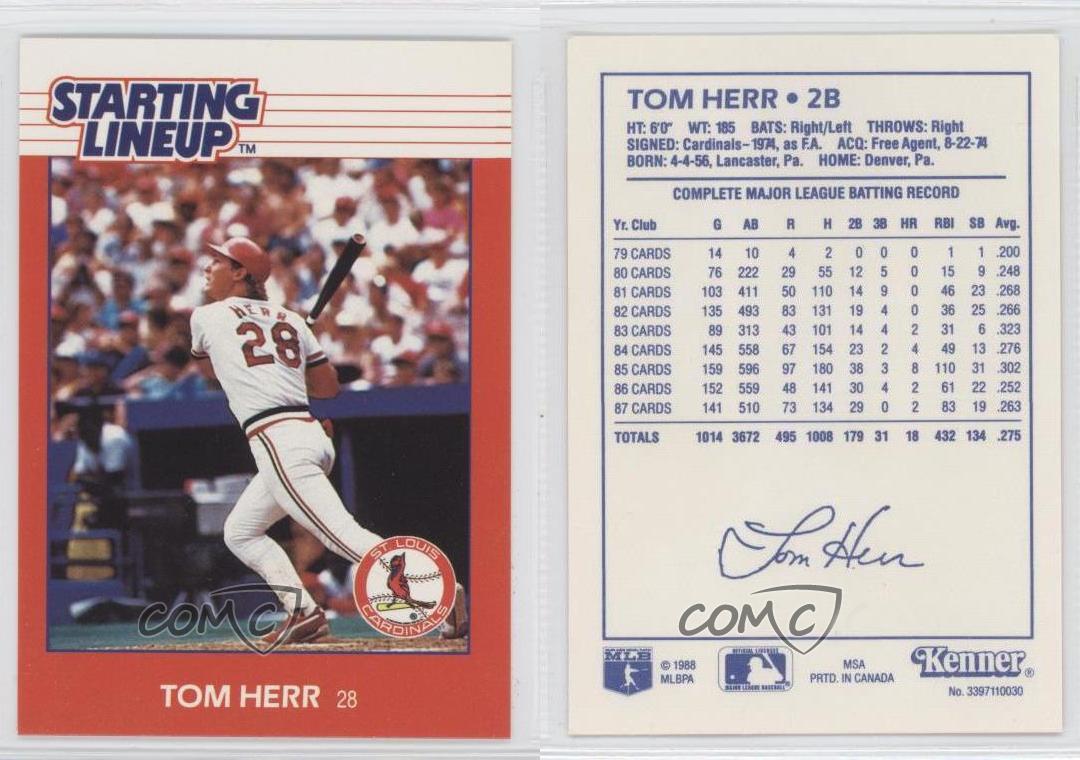 STARTING
LINEUP TM
HERR
28
ST. LOUIS
CARDINALS
COMC
TOM HERR 28
TOM HERR • 2B
HT: 6'0" WT: 185 BATS: Right/Left THROWS: Right
SIGNED: Cardinals–1974, as F.A. ACQ: Free Agent, 8-22-74
BORN: 4-4-56, Lancaster, Pa. HOME: Denver, Pa.
COMPLETE MAJOR LEAGUE BATTING RECORD
Yr. Club G AB R H 2B 3B HR RBI SB Avg.
79 CARDS 14 10 4 2 0 0 0 1 1 .200
80 CARDS 76 222 29 55 12 5 0 15 9 .248
81 CARDS 103 411 50 110 14 9 0 46 23 .268
82 CARDS 135 493 83 131 19 4 0 36 25 .266
83 CARDS 89 313 43 101 14 4 2 31 6 .323
84 CARDS 145 558 67 154 23 2 4 49 13 .276
85 CARDS 159 596 97 180 38 3 8 110 31 .302
86 CARDS 152 559 48 141 30 4 2 61 22 .252
87 CARDS 141 510 73 134 29 0 2 83 19 .263
TOTALS 1014 3672 495 1008 179 31 18 432 134 .275
Tom Herr
COMC
MLB
© 1988
MLBPA
OFFICIAL LICENSEE
MAJOR LEAGUE BASEBALL
MSA
PRTD. IN CANADA
Kenner®
No. 3397110030